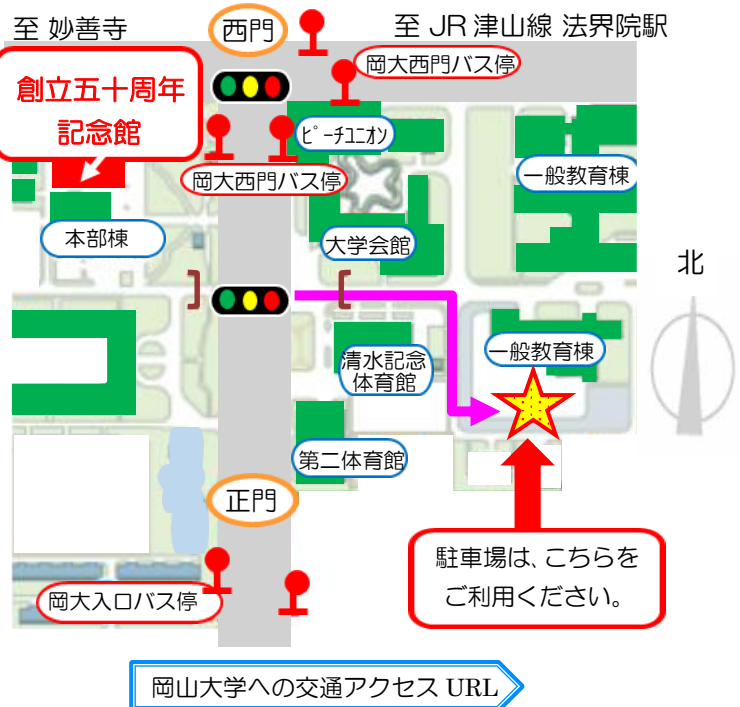 至 妙善寺
西門
至 JR 津山線 法界院駅
創立五十周年
記念館
岡大西門バス停
ピーチユニオン
岡大西門バス停
一般教育棟
本部棟
大学会館
北
清水記念
体育館
一般教育棟
第二体育館
正門
駐車場は、こちらを
ご利用ください。
岡大入口バス停
岡山大学への交通アクセス URL